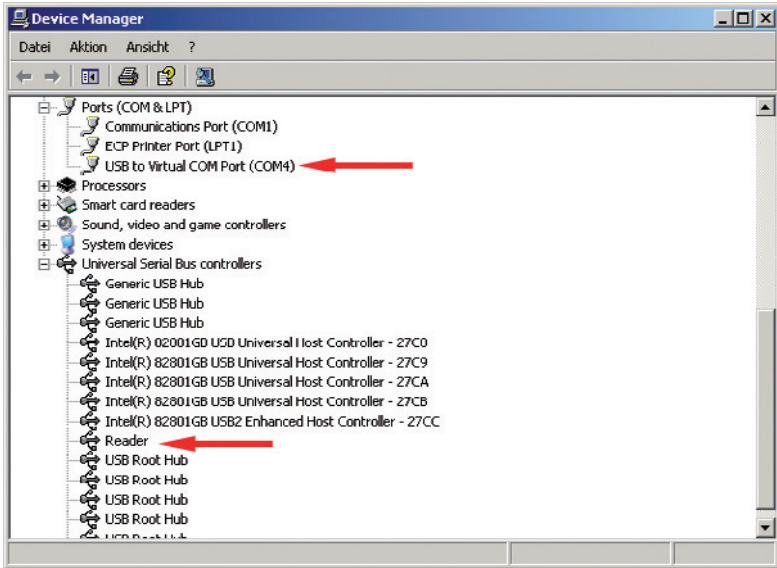 Device Manager
Datei Aktion Ansicht ?
Ports (COM & LPT)
Communications Port (COM1)
ECP Printer Port (LPT1)
USB to Virtual COM Port (COM4)
Processors
Smart card readers
Sound, video and game controllers
System devices
Universal Serial Bus controllers
Generic USB Hub
Generic USB Hub
Generic USB Hub
Intel(R) 82801GB USB Universal Host Controller - 27C8
Intel(R) 82801GB USB Universal Host Controller - 27C9
Intel(R) 82801GB USB Universal Host Controller - 27CA
Intel(R) 82801GB USB Universal Host Controller - 27CB
Intel(R) 82801GB USB2 Enhanced Host Controller - 27CC
Reader
USB Root Hub
USB Root Hub
USB Root Hub
USB Root Hub
USB Root Hub